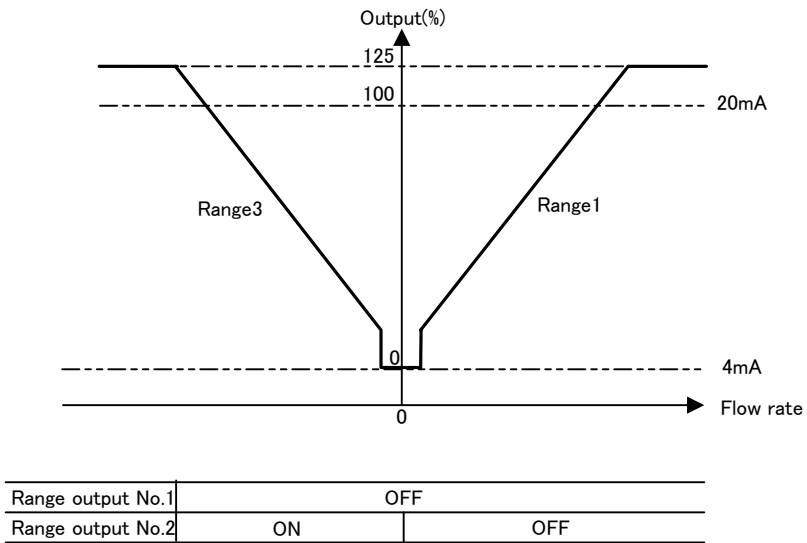 Output(%)
125
100
20mA
Range3
Range1
0
4mA
Flow rate
0
Range output No.1 OFF
Range output No.2 ON OFF